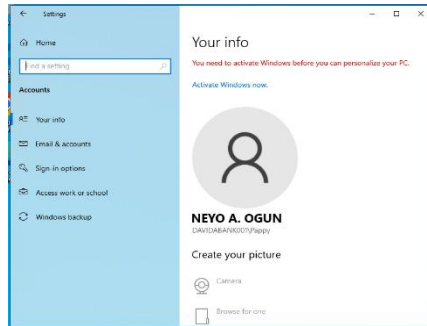 Settings
Home
Your info
Find a setting
You need to activate Windows before you can personalize your PC.
Accounts
Activate Windows now.
Your info
Email & accounts
Sign-in options
Access work or school
Windows backup
NEYO A. OGUN
DAVIDABANK001\Pappy
Create your picture
Camera
Browse for one